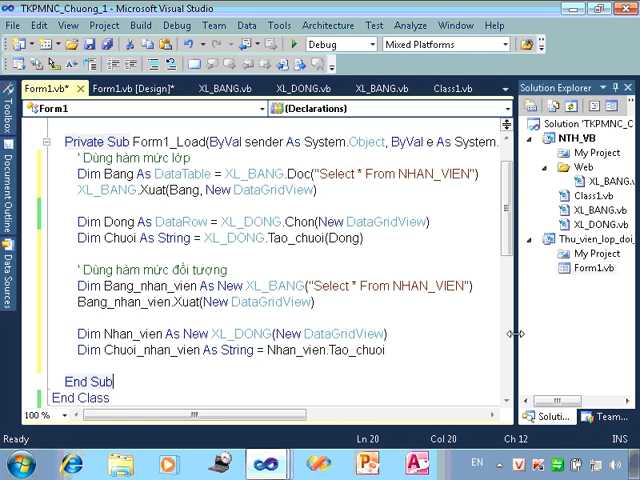 TKPMNC_Chuong_1 - Microsoft Visual Studio
File Edit View Project Build Debug Team Data Tools
Architecture Test Analyze Window Help
Debug Mixed Platforms
Form1.vb* Form1.vb [Design]* XL_BANG.vb XL_DONG.vb XL_BANG.vb Class1.vb
Form1 (Declarations)
Private Sub Form1_Load(ByVal sender As System.Object, ByVal e As System.
' Dùng hàm mức lớp
Dim Bang As DataTable = XL_BANG.Doc("Select * From NHAN_VIEN")
XL_BANG.Xuat(Bang, New DataGridView)
Dim Dong As DataRow = XL_DONG.Chon(New DataGridView)
Dim Chuoi As String = XL_DONG.Tao_chuoi(Dong)
' Dùng hàm mức đối tượng
Dim Bang_nhan_vien As New XL_BANG("Select * From NHAN_VIEN")
Bang_nhan_vien.Xuat(New DataGridView)
Dim Nhan_vien As New XL_DONG(New DataGridView)
Dim Chuoi_nhan_vien As String = Nhan_vien.Tao_chuoi
End Sub
End Class
100 %
Toolbox
Document Outline
Data Sources
Solution Explorer
Solution 'TKPMNC_
NTH_VB
My Project
Web
XL_BANG.v
Class1.vb
XL_BANG.vb
XL_DONG.vb
Thu_vien_lop_doi_
My Project
Form1.vb
Soluti... Team...
Ready Ln 20 Col 20 Ch 12 INS
EN